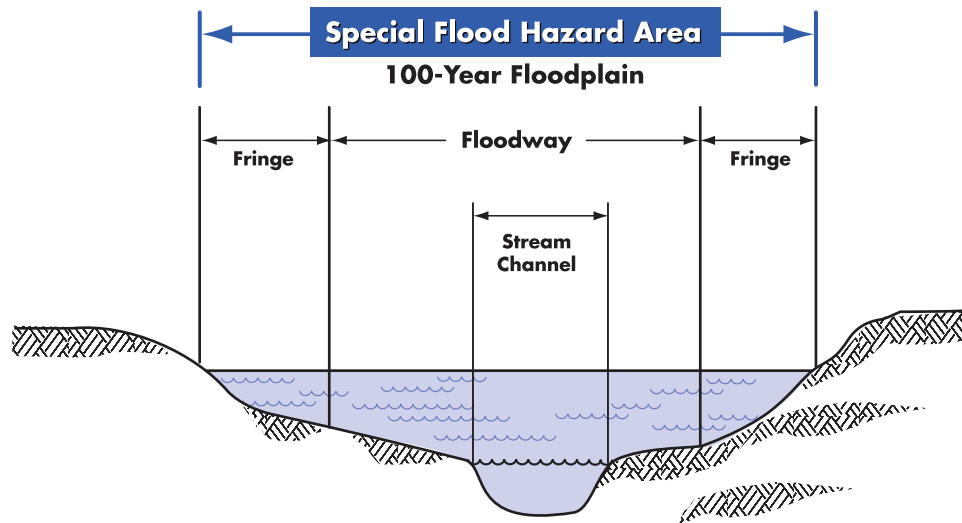 Special Flood Hazard Area
100-Year Floodplain
Fringe
Floodway
Fringe
Stream
Channel